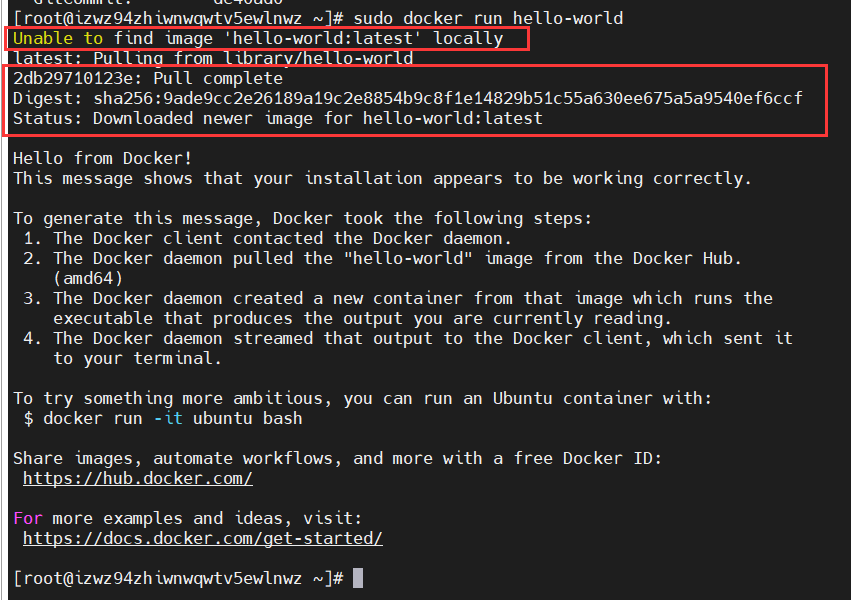 [root@izwz94zhiwnwqwtv5ewlnwz ~]# sudo docker run hello-world
Unable to find image 'hello-world:latest' locally
latest: Pulling from library/hello-world
2db29710123e: Pull complete
Digest: sha256:9ade9cc2e26189a19c2e8854b9c8f1e14829b51c55a630ee675a5a9540ef6ccf
Status: Downloaded newer image for hello-world:latest
Hello from Docker!
This message shows that your installation appears to be working correctly.
To generate this message, Docker took the following steps:
1. The Docker client contacted the Docker daemon.
2. The Docker daemon pulled the "hello-world" image from the Docker Hub.
(amd64)
3. The Docker daemon created a new container from that image which runs the
executable that produces the output you are currently reading.
4. The Docker daemon streamed that output to the Docker client, which sent it
to your terminal.
To try something more ambitious, you can run an Ubuntu container with:
$ docker run -it ubuntu bash
Share images, automate workflows, and more with a free Docker ID:
https://hub.docker.com/
For more examples and ideas, visit:
https://docs.docker.com/get-started/
[root@izwz94zhiwnwqwtv5ewlnwz ~]#